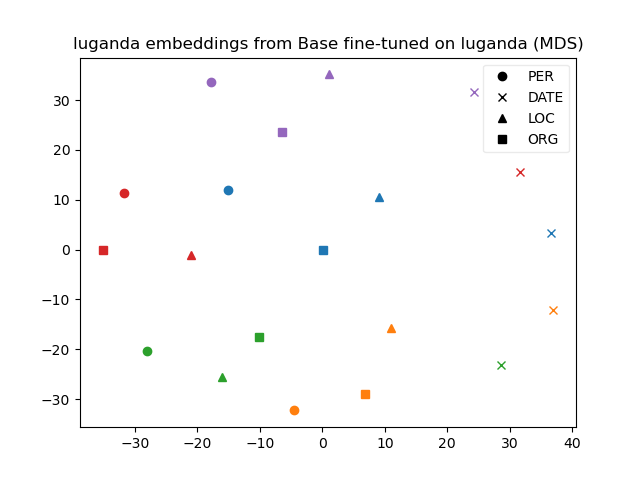 luganda embeddings from Base fine-tuned on luganda (MDS)
PER
DATE
LOC
ORG
30
20
10
0
−10
−20
−30
−30 −20 −10 0 10 20 30 40